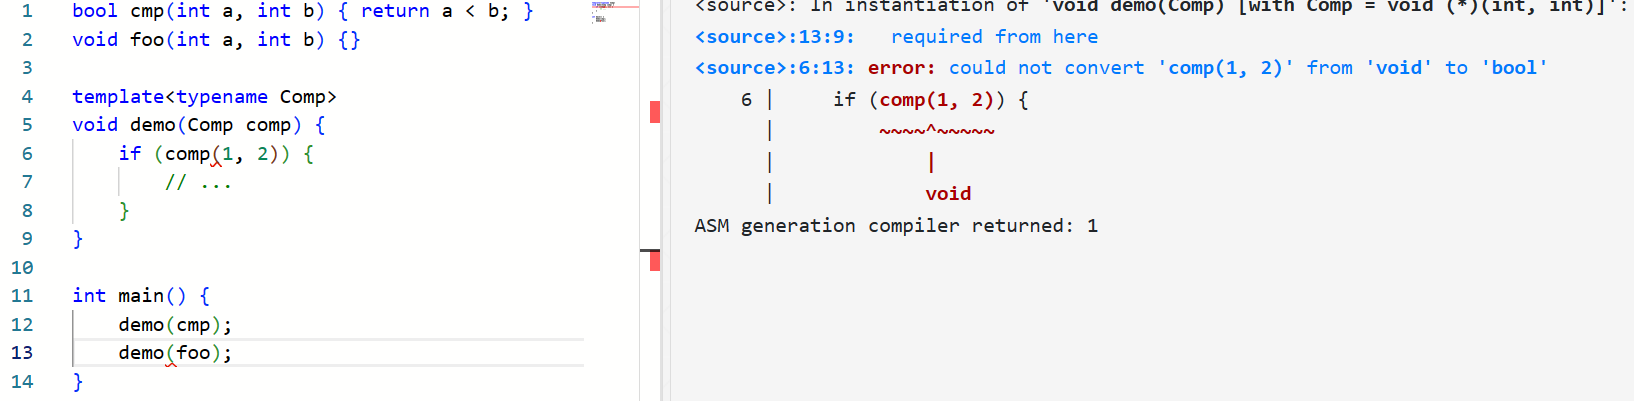 1 bool cmp(int a, int b) { return a < b; }
2 void foo(int a, int b) {}
3
4 template<typename Comp>
5 void demo(Comp comp) {
6     if (comp(1, 2)) {
7         // ...
8     }
9 }
10
11 int main() {
12     demo(cmp);
13     demo(foo);
14 }
<source>: In instantiation of 'void demo(Comp) [with Comp = void (*)(int, int)]':
<source>:13:9:   required from here
<source>:6:13: error: could not convert 'comp(1, 2)' from 'void' to 'bool'
    6 |     if (comp(1, 2)) {
      |         ~~~~^~~~~~
      |             |
      |             void
ASM generation compiler returned: 1